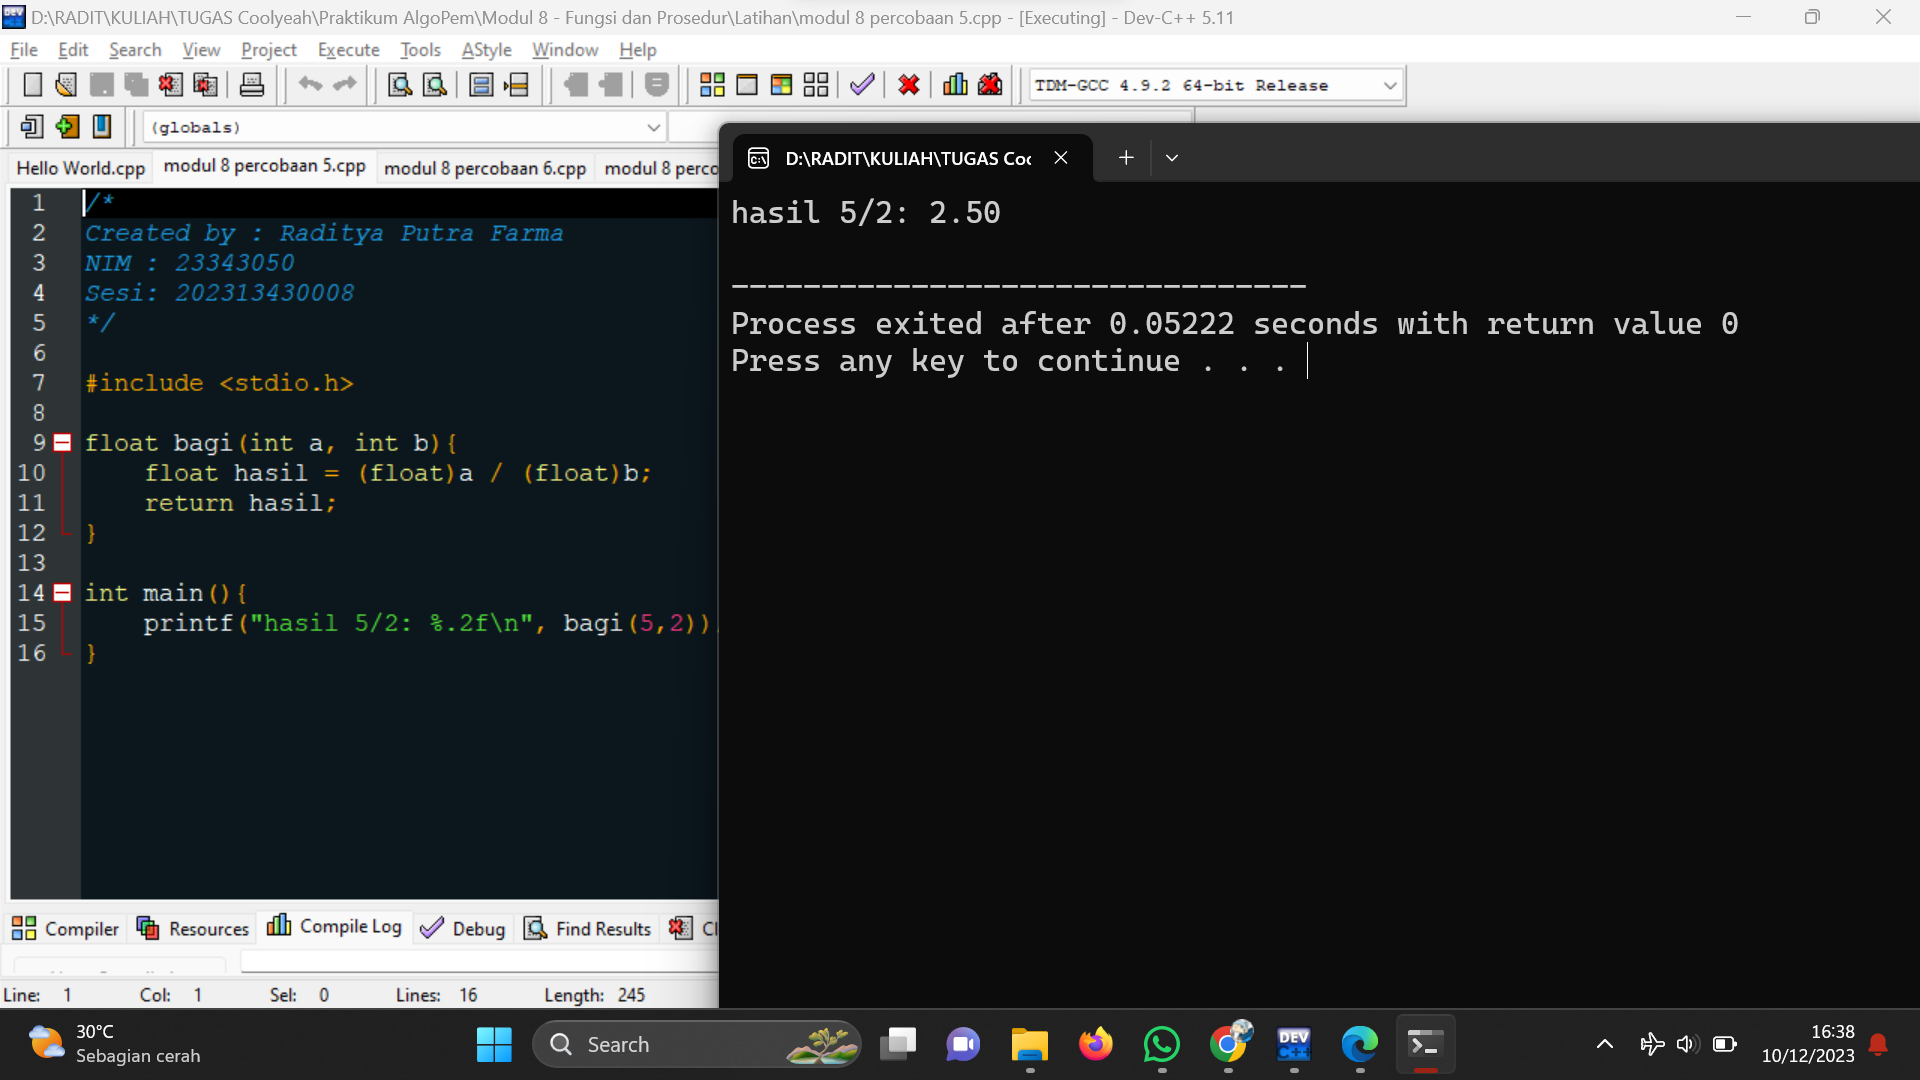 D:\RADIT\KULIAH\TUGAS Coolyeah\Praktikum AlgoPem\Modul 8 - Fungsi dan Prosedur\Latihan\modul 8 percobaan 5.cpp - [Executing] - Dev-C++ 5.11
File Edit Search View Project Execute Tools AStyle Window Help
TDM-GCC 4.9.2 64-bit Release
(globals)
Hello World.cpp modul 8 percobaan 5.cpp modul 8 percobaan 6.cpp modul 8 perco
1 /*
2 Created by : Raditya Putra Farma
3 NIM : 23343050
4 Sesi: 202313430008
5 */
6
7 #include <stdio.h>
8
9 float bagi(int a, int b){
10 float hasil = (float)a / (float)b;
11 return hasil;
12 }
13
14 int main(){
15 printf("hasil 5/2: %.2f\n", bagi(5,2))
16 }
D:\RADIT\KULIAH\TUGAS Coo
hasil 5/2: 2.50
--------------------------------
Process exited after 0.05222 seconds with return value 0
Press any key to continue . . .
Compiler Resources Compile Log Debug Find Results Cl
Line: 1 Col: 1 Sel: 0 Lines: 16 Length: 245
30°C
Sebagian cerah
Search
DEV
C++
16:38
10/12/2023